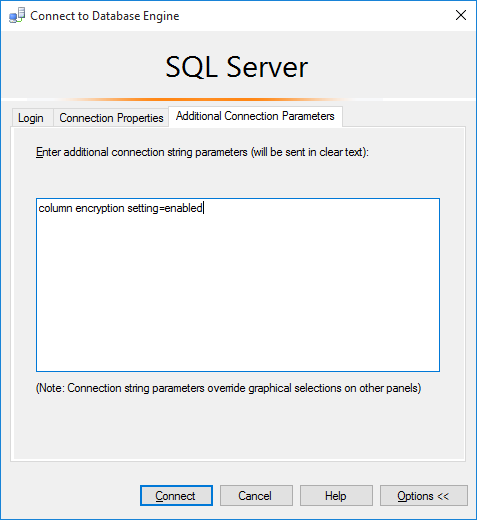 Connect to Database Engine
SQL Server
Login Connection Properties Additional Connection Parameters
Enter additional connection string parameters (will be sent in clear text):
column encryption setting=enabled
(Note: Connection string parameters override graphical selections on other panels)
Connect Cancel Help Options <<